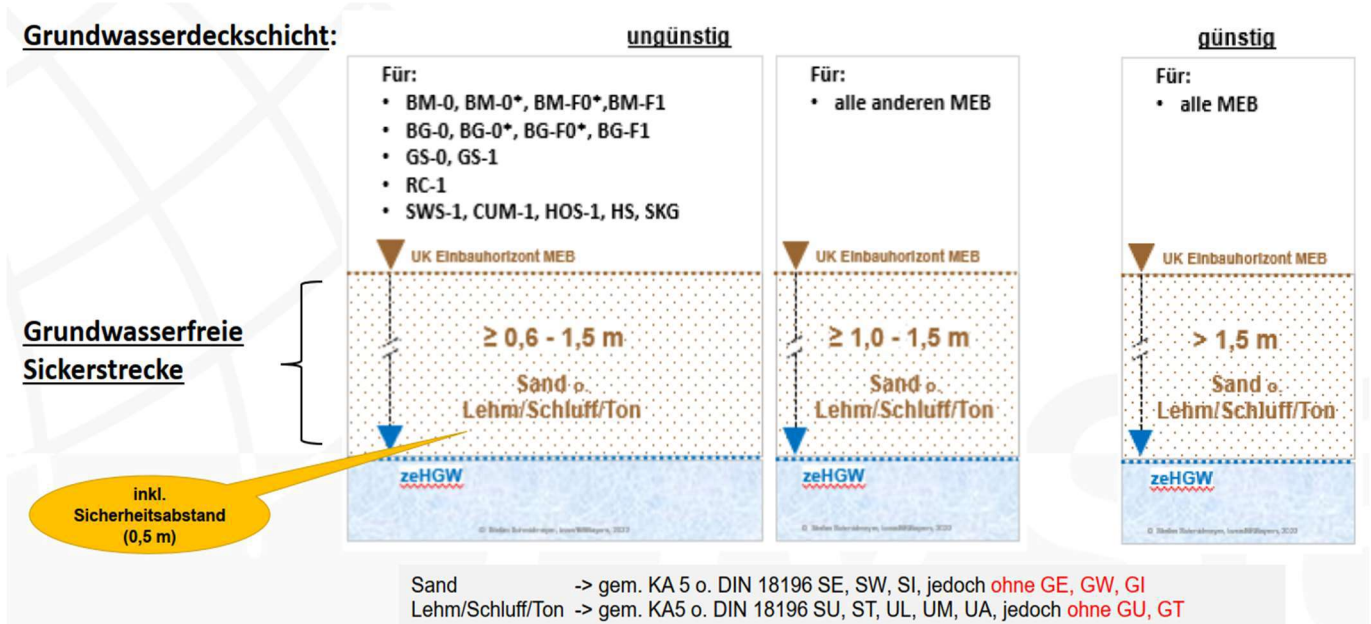 Grundwasserdeckschicht:
ungünstig
günstig
Für:
• BM-0, BM-0*, BM-F0*,BM-F1
• BG-0, BG-0*, BG-F0*, BG-F1
• GS-0, GS-1
• RC-1
• SWS-1, CUM-1, HOS-1, HS, SKG
Für:
• alle anderen MEB
Für:
• alle MEB
UK Einbauhorizont MEB
UK Einbauhorizont MEB
UK Einbauhorizont MEB
Grundwasserfreie
Sickerstrecke
≥ 0,6 - 1,5 m
Sand o.
Lehm/Schluff/Ton
≥ 1,0 - 1,5 m
Sand o.
Lehm/Schluff/Ton
> 1,5 m
Sand o.
Lehm/Schluff/Ton
zeHGW
zeHGW
zeHGW
inkl.
Sicherheitsabstand
(0,5 m)
Sand -> gem. KA 5 o. DIN 18196 SE, SW, SI, jedoch ohne GE, GW, GI
Lehm/Schluff/Ton -> gem. KA5 o. DIN 18196 SU, ST, UL, UM, UA, jedoch ohne GU, GT